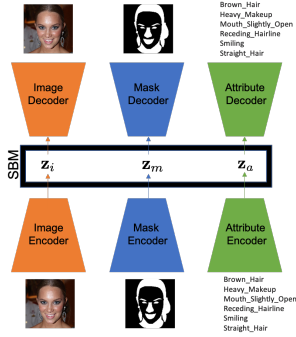 Brown_Hair
Heavy_Makeup
Mouth_Slightly_Open
Receding_Hairline
Smiling
Straight_Hair
Image
Decoder
Mask
Decoder
Attribute
Decoder
SBM
z_i
z_m
z_a
Image
Encoder
Mask
Encoder
Attribute
Encoder
Brown_Hair
Heavy_Makeup
Mouth_Slightly_Open
Receding_Hairline
Smiling
Straight_Hair